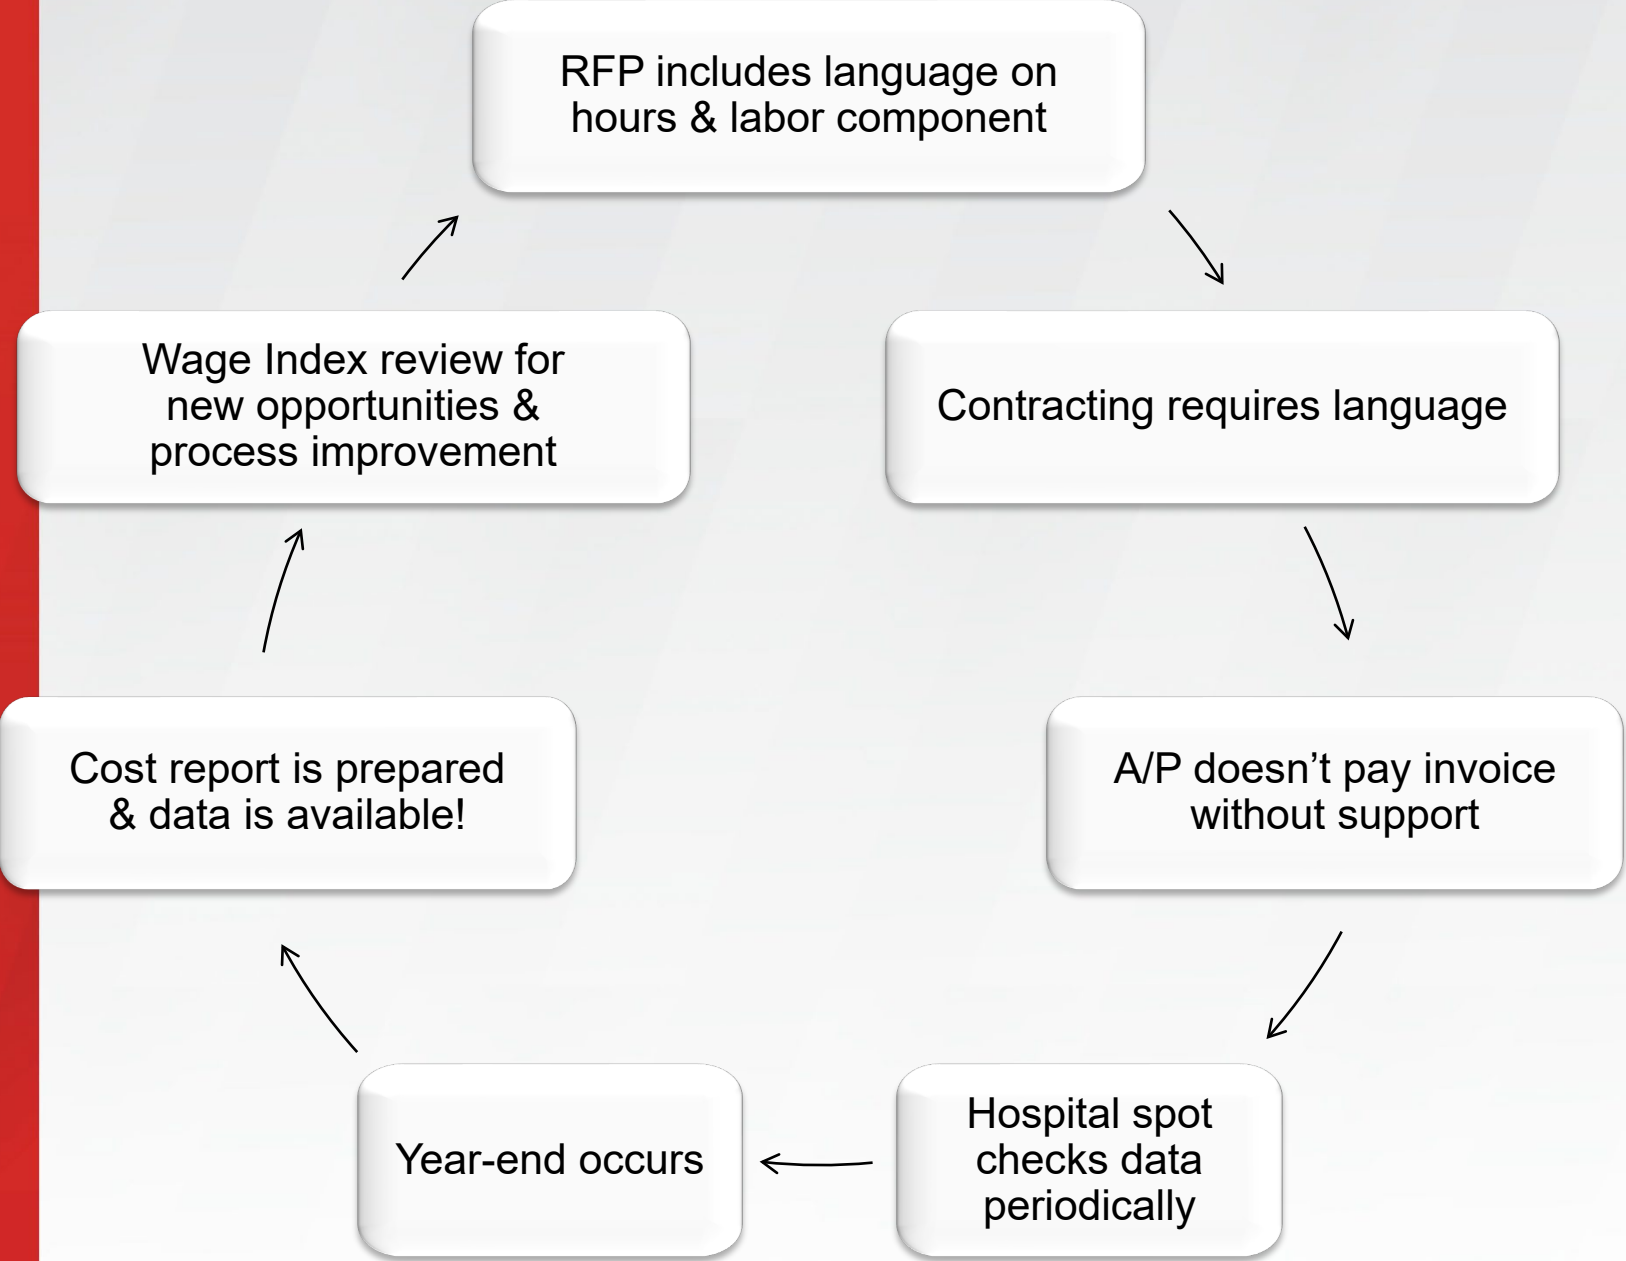 RFP includes language on
hours & labor component
Contracting requires language
A/P doesn’t pay invoice
without support
Hospital spot
checks data
periodically
Year-end occurs
Cost report is prepared
& data is available!
Wage Index review for
new opportunities &
process improvement